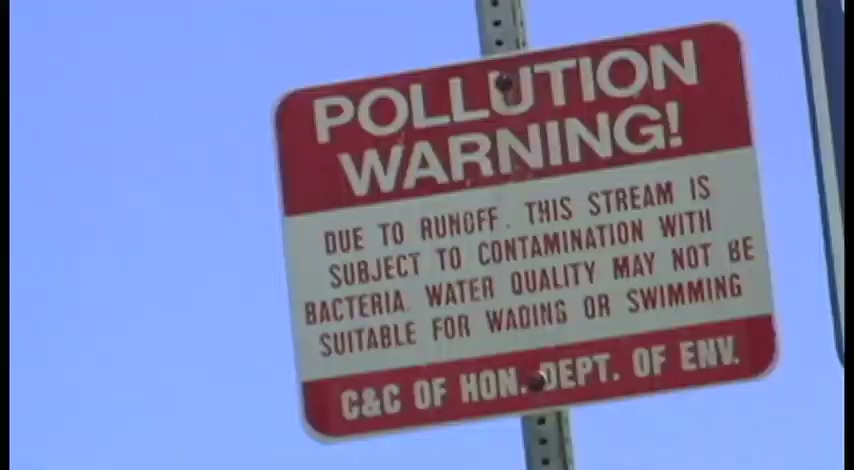 POLLUTION
WARNING!
DUE TO RUNOFF. THIS STREAM IS
SUBJECT TO CONTAMINATION WITH
BACTERIA. WATER QUALITY MAY NOT BE
SUITABLE FOR WADING OR SWIMMING
C&C OF HON. DEPT. OF ENV.